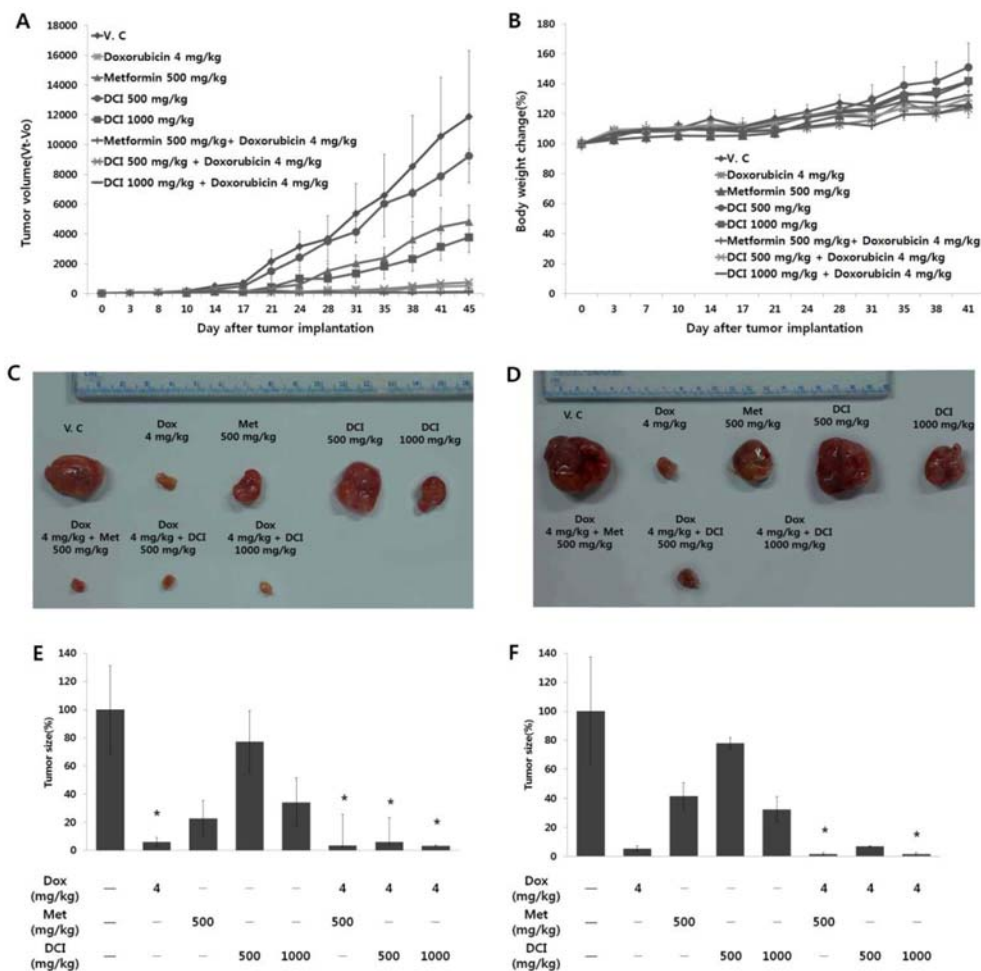 A
Tumor volume(Vt-Vo)
18000
16000
14000
12000
10000
8000
6000
4000
2000
0
V. C
Doxorubicin 4 mg/kg
Metformin 500 mg/kg
DCI 500 mg/kg
DCI 1000 mg/kg
Metformin 500 mg/kg+ Doxorubicin 4 mg/kg
DCI 500 mg/kg + Doxorubicin 4 mg/kg
DCI 1000 mg/kg + Doxorubicin 4 mg/kg
0 3 8 10 14 17 21 24 28 31 35 38 41 45
Day after tumor implantation
B
Body weight change(%)
180
160
140
120
100
80
60
40
20
0
V. C
Doxorubicin 4 mg/kg
Metformin 500 mg/kg
DCI 500 mg/kg
DCI 1000 mg/kg
Metformin 500 mg/kg+ Doxorubicin 4 mg/kg
DCI 500 mg/kg + Doxorubicin 4 mg/kg
DCI 1000 mg/kg + Doxorubicin 4 mg/kg
0 3 7 10 14 17 21 24 28 31 35 38 41
Day after tumor implantation
C
V. C
Dox
4 mg/kg
Met
500 mg/kg
DCI
500 mg/kg
DCI
1000 mg/kg
Dox
4 mg/kg + Met
500 mg/kg
Dox
4 mg/kg + DCI
500 mg/kg
Dox
4 mg/kg + DCI
1000 mg/kg
D
V. C
Dox
4 mg/kg
Met
500 mg/kg
DCI
500 mg/kg
DCI
1000 mg/kg
Dox
4 mg/kg + Met
500 mg/kg
Dox
4 mg/kg + DCI
500 mg/kg
Dox
4 mg/kg + DCI
1000 mg/kg
E
Tumor size(%)
140
120
100
80
60
40
20
0
* * * *
Dox (mg/kg) — 4 — — — 4 4 4
Met (mg/kg) — — 500 — — 500 — —
DCI (mg/kg) — — — 500 1000 — 500 1000
F
Tumor size(%)
140
120
100
80
60
40
20
0
* *
Dox (mg/kg) — 4 — — — 4 4 4
Met (mg/kg) — — 500 — — 500 — —
DCI (mg/kg) — — — 500 1000 — 500 1000